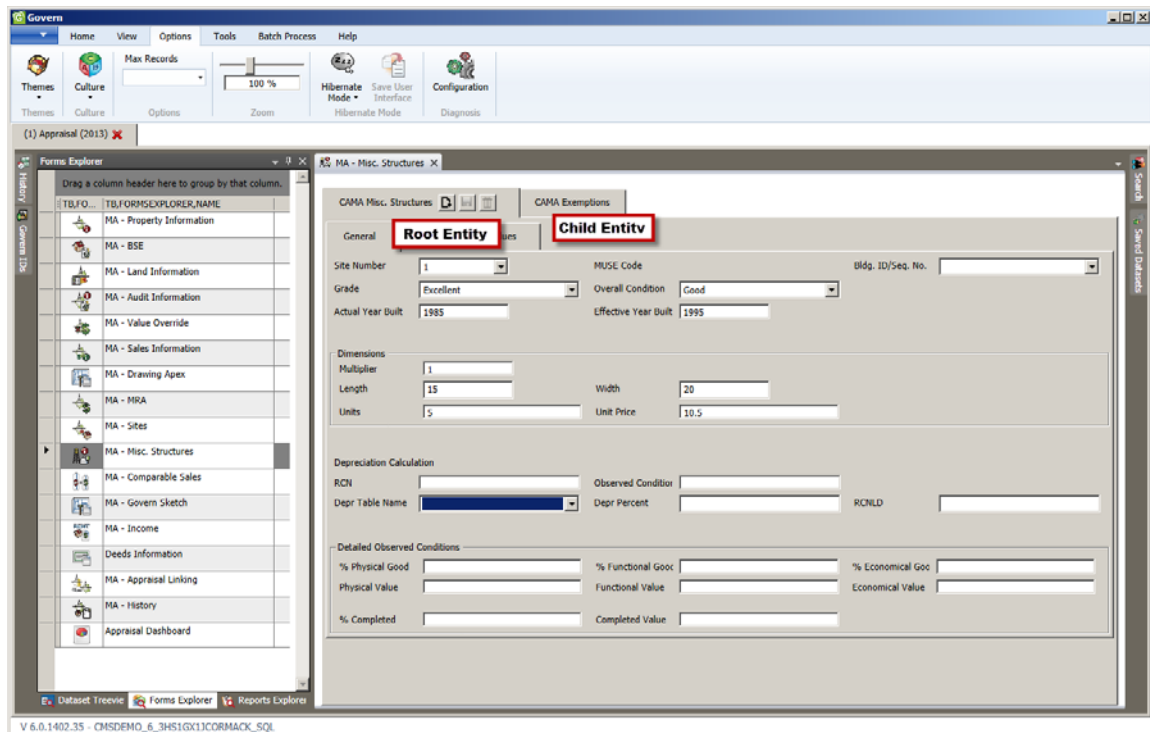 Govern
Home View Options Tools Batch Process Help
Max Records
100 %
Themes Culture Hibernate Mode Save User Interface Configuration
Themes Culture Options Zoom Hibernate Mode Diagnosis
(1) Appraisal (2013)
History
Govern IDs
Forms Explorer
Drag a column header here to group by that column.
TB,FO... TB,FORMSEXPLORER,NAME
MA - Property Information
MA - BSE
MA - Land Information
MA - Audit Information
MA - Value Override
MA - Sales Information
MA - Drawing Apex
MA - MRA
MA - Sites
MA - Misc. Structures
MA - Comparable Sales
MA - Govern Sketch
MA - Income
Deeds Information
MA - Appraisal Linking
MA - History
Appraisal Dashboard
Dataset Treevie Forms Explorer Reports Explorer
MA - Misc. Structures
CAMA Misc. Structures CAMA Exemptions
General Root Entity ues Child Entity
Site Number 1 MUSE Code Bldg. ID/Seq. No.
Grade Excellent Overall Condition Good
Actual Year Built 1985 Effective Year Built 1995
Dimensions
Multiplier 1
Length 15 Width 20
Units 5 Unit Price 10.5
Depreciation Calculation
RCN Observed Condition
Depr Table Name Depr Percent RCNLD
Detailed Observed Conditions
% Physical Good % Functional Good % Economical Goo
Physical Value Functional Value Economical Value
% Completed Completed Value
Search
Saved Datasets
V 6.0.1402.35 - CMSDEMO_6_3HS1GX1JCORMACK_SQL